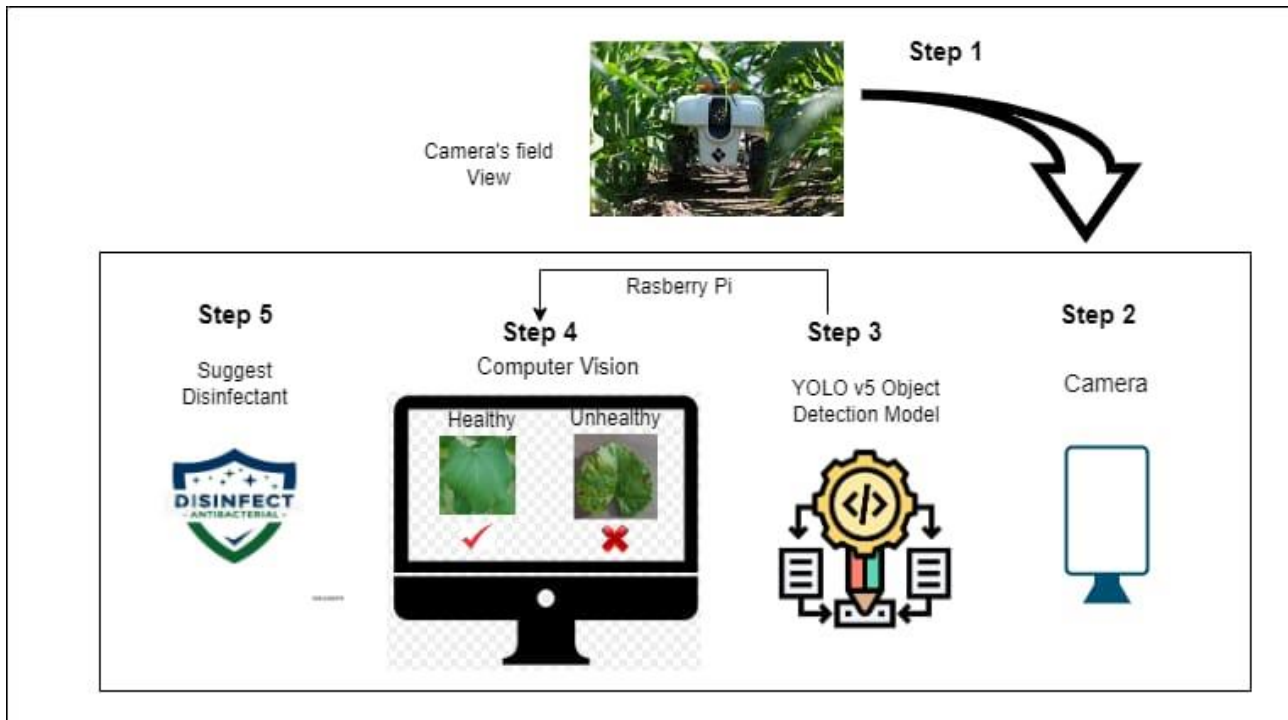 Step 1
Camera's field
View
Rasberry Pi
Step 5
Suggest
Disinfectant
DISINFECT
- ANTIBACTERIAL -
Step 4
Computer Vision
Healthy
Unhealthy
Step 3
YOLO v5 Object
Detection Model
</>
Step 2
Camera